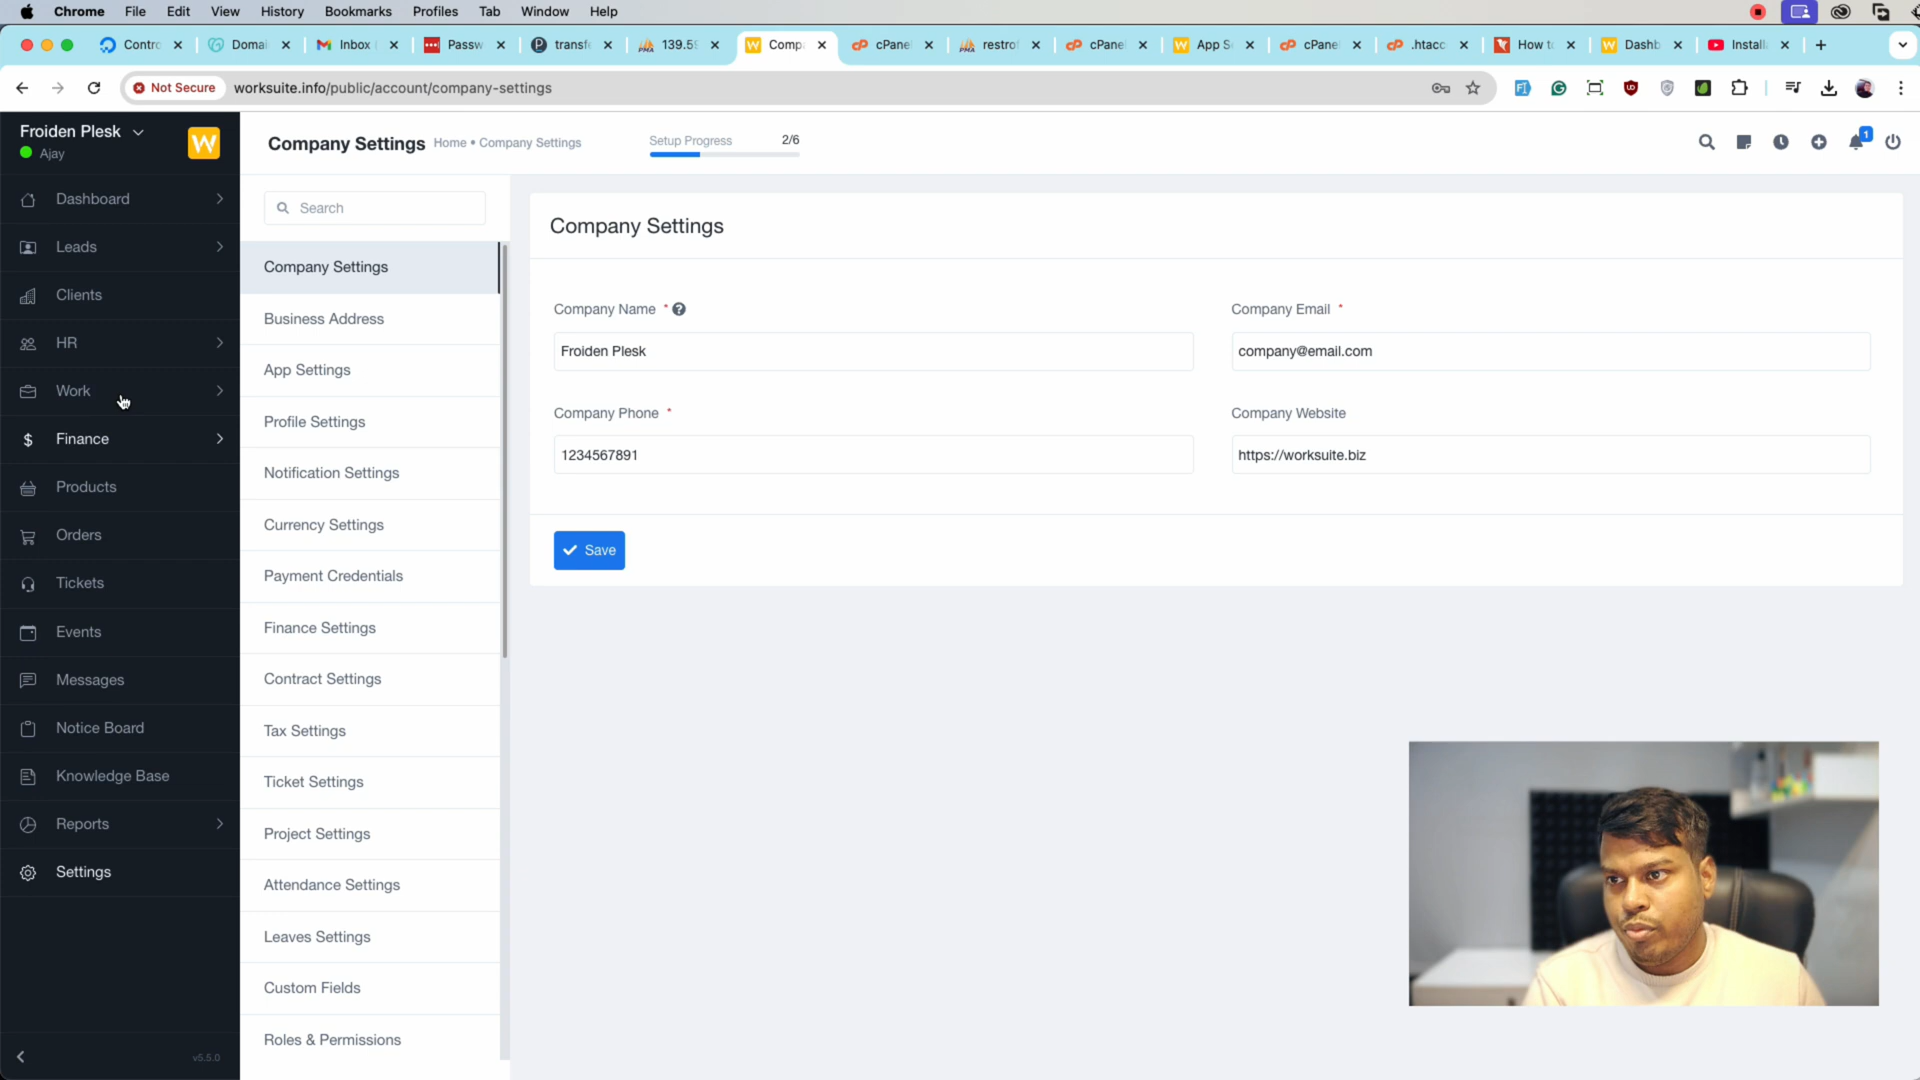 Chrome File Edit View History Bookmarks Profiles Tab Window Help
Contro Domai Inbox Passw transfe 139.59 Compa cPanel restrof cPanel App Se cPanel .htacc How to Dashb Install
Not Secure worksuite.info/public/account/company-settings
Froiden Plesk
Ajay
W
Company Settings Home • Company Settings
Setup Progress 2/6
1
Dashboard
Leads
Clients
HR
Work
Finance
Products
Orders
Tickets
Events
Messages
Notice Board
Knowledge Base
Reports
Settings
v5.5.0
Search
Company Settings
Business Address
App Settings
Profile Settings
Notification Settings
Currency Settings
Payment Credentials
Finance Settings
Contract Settings
Tax Settings
Ticket Settings
Project Settings
Attendance Settings
Leaves Settings
Custom Fields
Roles & Permissions
Company Settings
Company Name *
Froiden Plesk
Company Email *
company@email.com
Company Phone *
1234567891
Company Website
https://worksuite.biz
Save